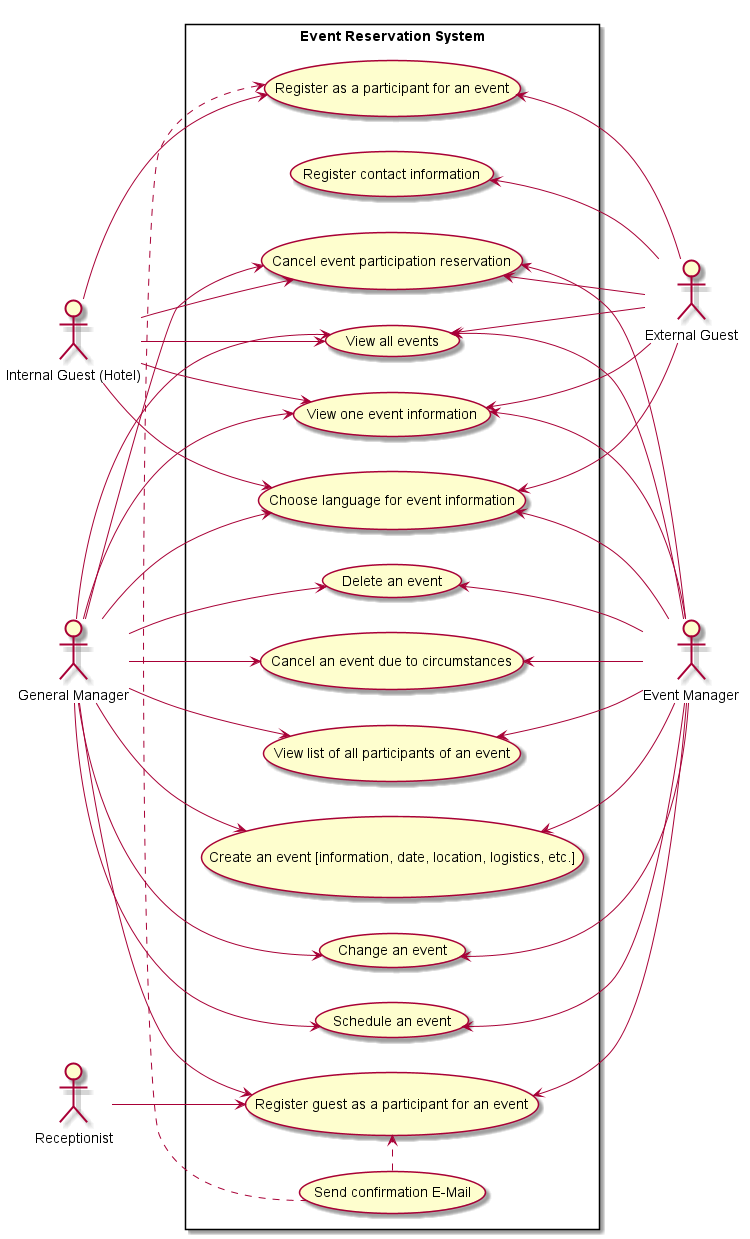 Event Reservation System
Register as a participant for an event
Register contact information
Cancel event participation reservation
External Guest
View all events
Internal Guest (Hotel)
View one event information
Choose language for event information
Delete an event
Cancel an event due to circumstances
General Manager
Event Manager
View list of all participants of an event
Create an event [information, date, location, logistics, etc.]
Change an event
Schedule an event
Register guest as a participant for an event
Receptionist
Send confirmation E-Mail